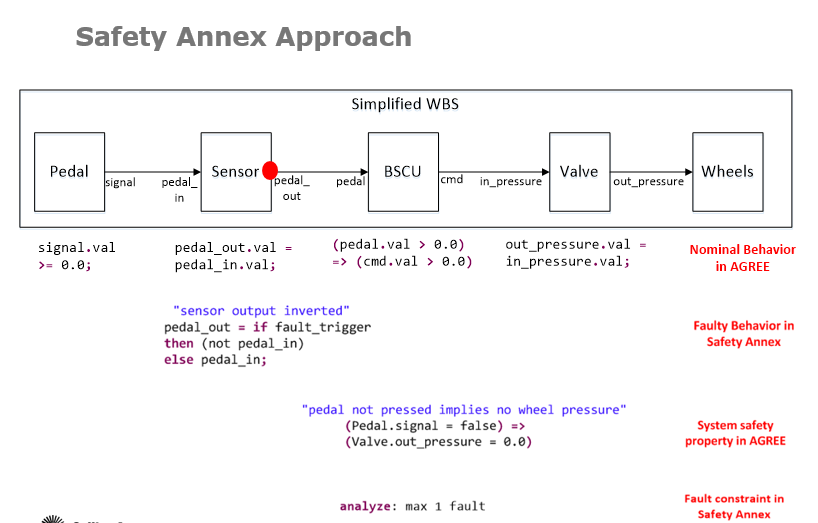 Safety Annex Approach
Simplified WBS
Pedal
Sensor
BSCU
Valve
Wheels
signal
pedal_
in
pedal_
out
pedal
cmd
in_pressure
out_pressure
signal.val
>= 0.0;
pedal_out.val =
pedal_in.val;
(pedal.val > 0.0)
=> (cmd.val > 0.0)
out_pressure.val =
in_pressure.val;
Nominal Behavior
in AGREE
"sensor output inverted"
pedal_out = if fault_trigger
then (not pedal_in)
else pedal_in;
Faulty Behavior in
Safety Annex
"pedal not pressed implies no wheel pressure"
(Pedal.signal = false) =>
(Valve.out_pressure = 0.0)
System safety
property in AGREE
analyze: max 1 fault
Fault constraint in
Safety Annex